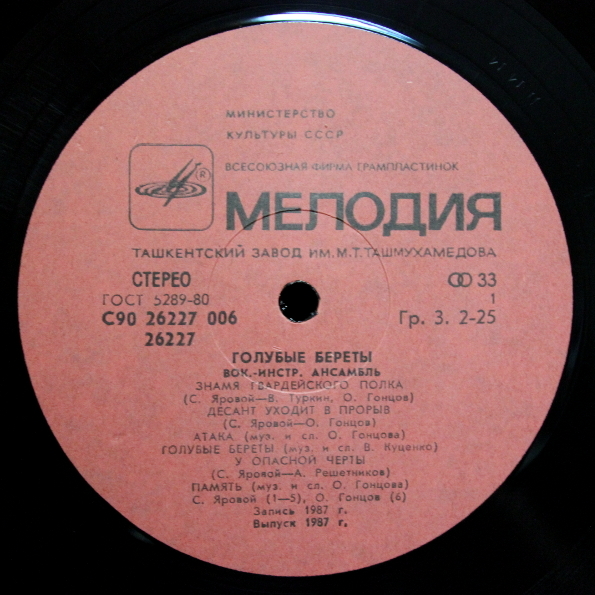 МИНИСТЕРСТВО
КУЛЬТУРЫ СССР
ВСЕСОЮЗНАЯ ФИРМА ГРАМПЛАСТИНОК
МЕЛОДИЯ
ТАШКЕНТСКИЙ ЗАВОД ИМ. М.Т. ТАШМУХАМЕДОВА
СТЕРЕО 33
ГОСТ 5289-80 1
С90 26227 006 Гр. 3. 2-25
26227
ГОЛУБЫЕ БЕРЕТЫ
ВОК.-ИНСТР. АНСАМБЛЬ
ЗНАМЯ ГВАРДЕЙСКОГО ПОЛКА
(С. Яровой—В. Туркин, О. Гонцов)
ДЕСАНТ УХОДИТ В ПРОРЫВ
(С. Яровой—О. Гонцов)
АТАКА (муз. и сл. О. Гонцова)
ГОЛУБЫЕ БЕРЕТЫ (муз. и сл. В. Куценко)
У ОПАСНОЙ ЧЕРТЫ
(С. Яровой—А. Решетников)
ПАМЯТЬ (муз. и сл. О. Гонцова)
С. Яровой (1—5), О. Гонцов (6)
Запись 1987 г.
Выпуск 1987 г.